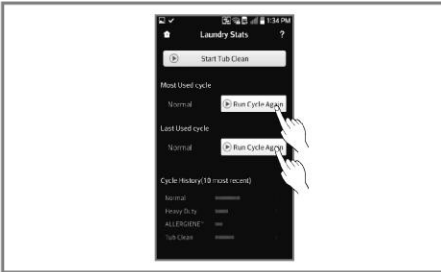 1:34 PM
Laundry Stats ?
Start Tub Clean
Most Used cycle
Normal Run Cycle Again
Last Used cycle
Normal Run Cycle Again
Cycle History(10 most recent)
Normal
Heavy Duty
ALLERGIENE™
Tub Clean